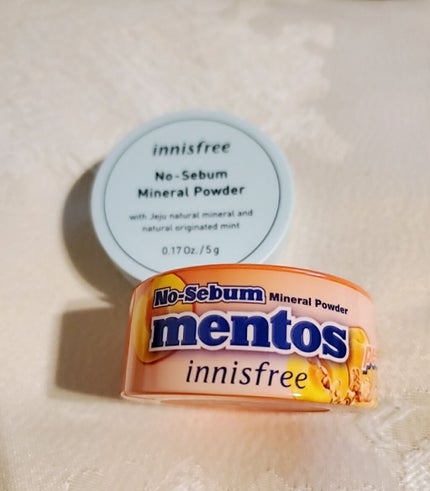 innisfree
No-Sebum
Mineral Powder
with Jeju natural mineral and
natural originated mint
0.17 Oz. / 5 g
No-Sebum Mineral Powder
mentos
innisfree